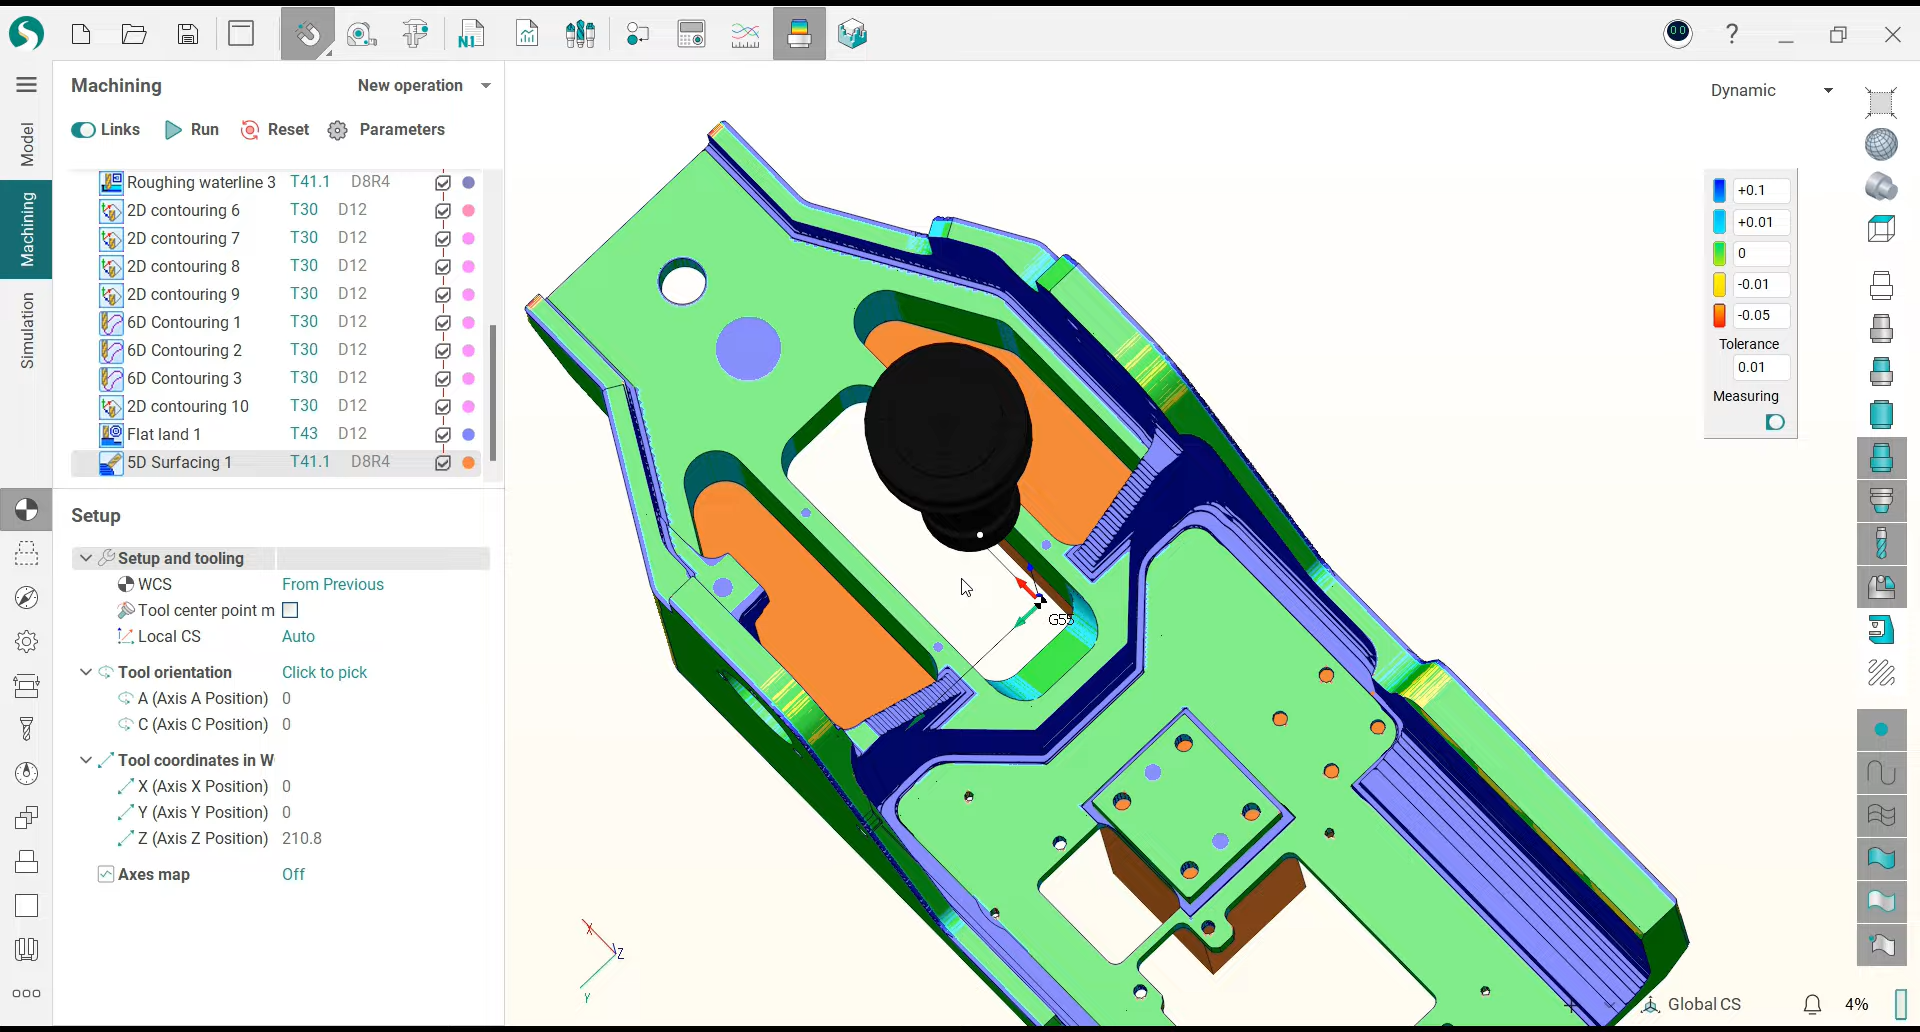 N1
?
Machining
New operation
Dynamic
Links
Run
Reset
Parameters
Model
Machining
Simulation
Roughing waterline 3 T41.1 D8R4
2D contouring 6 T30 D12
2D contouring 7 T30 D12
2D contouring 8 T30 D12
2D contouring 9 T30 D12
6D Contouring 1 T30 D12
6D Contouring 2 T30 D12
6D Contouring 3 T30 D12
2D contouring 10 T30 D12
Flat land 1 T43 D12
5D Surfacing 1 T41.1 D8R4
+0.1
+0.01
0
-0.01
-0.05
Tolerance
0.01
Measuring
Setup
Setup and tooling
WCS From Previous
Tool center point m
Local CS Auto
Tool orientation Click to pick
A (Axis A Position) 0
C (Axis C Position) 0
Tool coordinates in W
X (Axis X Position) 0
Y (Axis Y Position) 0
Z (Axis Z Position) 210.8
Axes map Off
G55
X
Z
Y
Global CS
4%